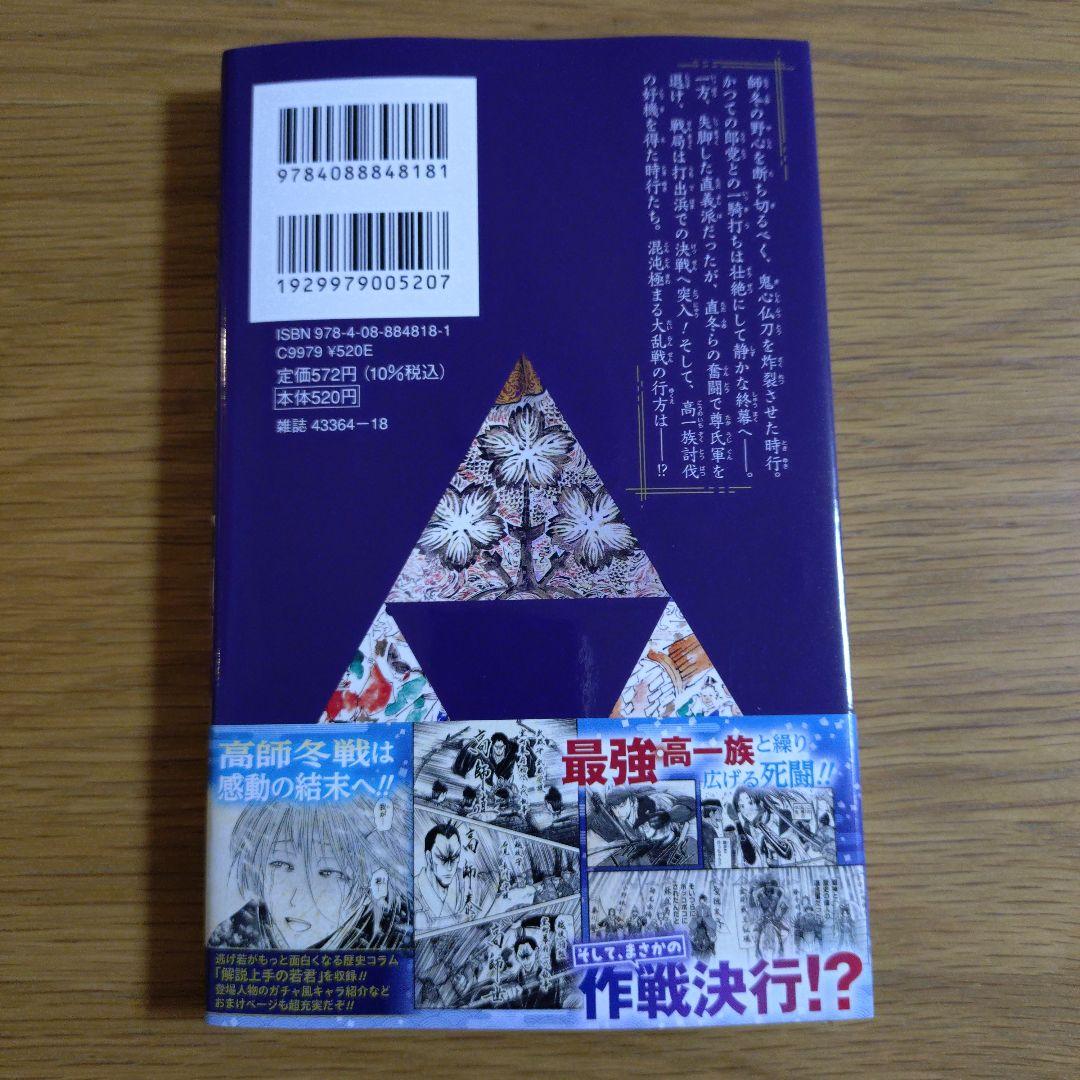 9784088848181
1929979005207
ISBN 978-4-08-884818-1
C9979 ¥520E
定価572円（10%税込）
本体520円
雑誌 43364－18
師冬の野心を断ち切るべく、鬼心仏刀を炸裂させた時行。
かつての郎党との一騎打ちは壮絶にして静かな終幕へ――。
一方、失脚した直義派だったが、直冬らの奮闘で尊氏軍を
退け、戦局は打出浜での決戦へ突入！そして、高一族討伐
の好機を得た時行たち。混沌極まる大乱戦の行方は――!?
高師冬戦は
感動の結末へ!!
最強・高一族と繰り
広げる死闘!!
逃げ若がもっと面白くなる歴史コラム
「解説上手の若君」を収録!!
登場人物のガチャ風キャラ紹介など
おまけページも超充実だぞ!!
そして、まさかの
作戦決行!?